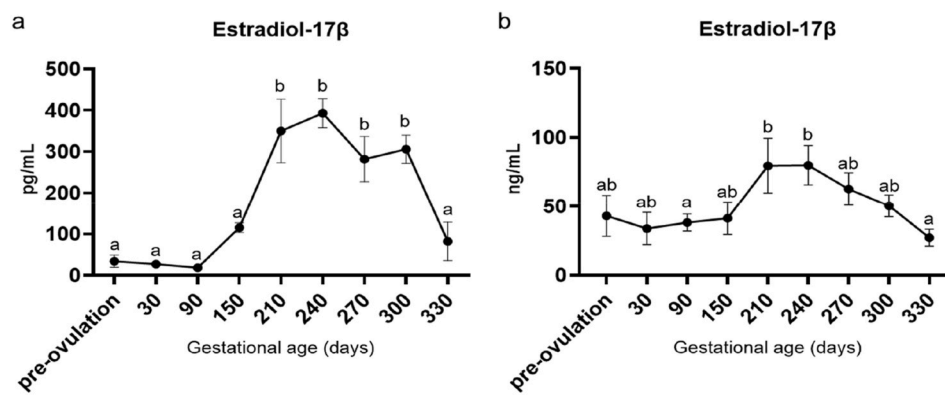 a
Estradiol-17β
pg/mL
500
400
300
200
100
0
a
a
a
a
b
b
b
b
a
pre-ovulation
30
90
150
210
240
270
300
330
Gestational age (days)
b
Estradiol-17β
ng/mL
150
100
50
0
ab
ab
a
ab
b
b
ab
ab
a
pre-ovulation
30
90
150
210
240
270
300
330
Gestational age (days)